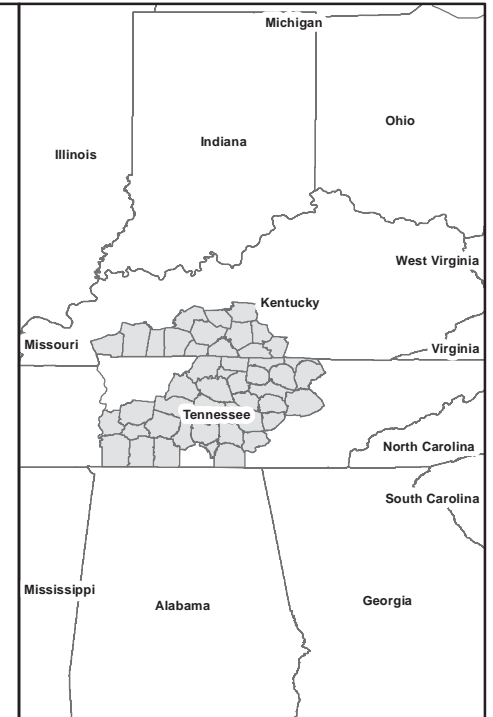 Michigan
Ohio
Indiana
Illinois
West Virginia
Kentucky
Missouri
Virginia
Tennessee
North Carolina
South Carolina
Mississippi
Alabama
Georgia